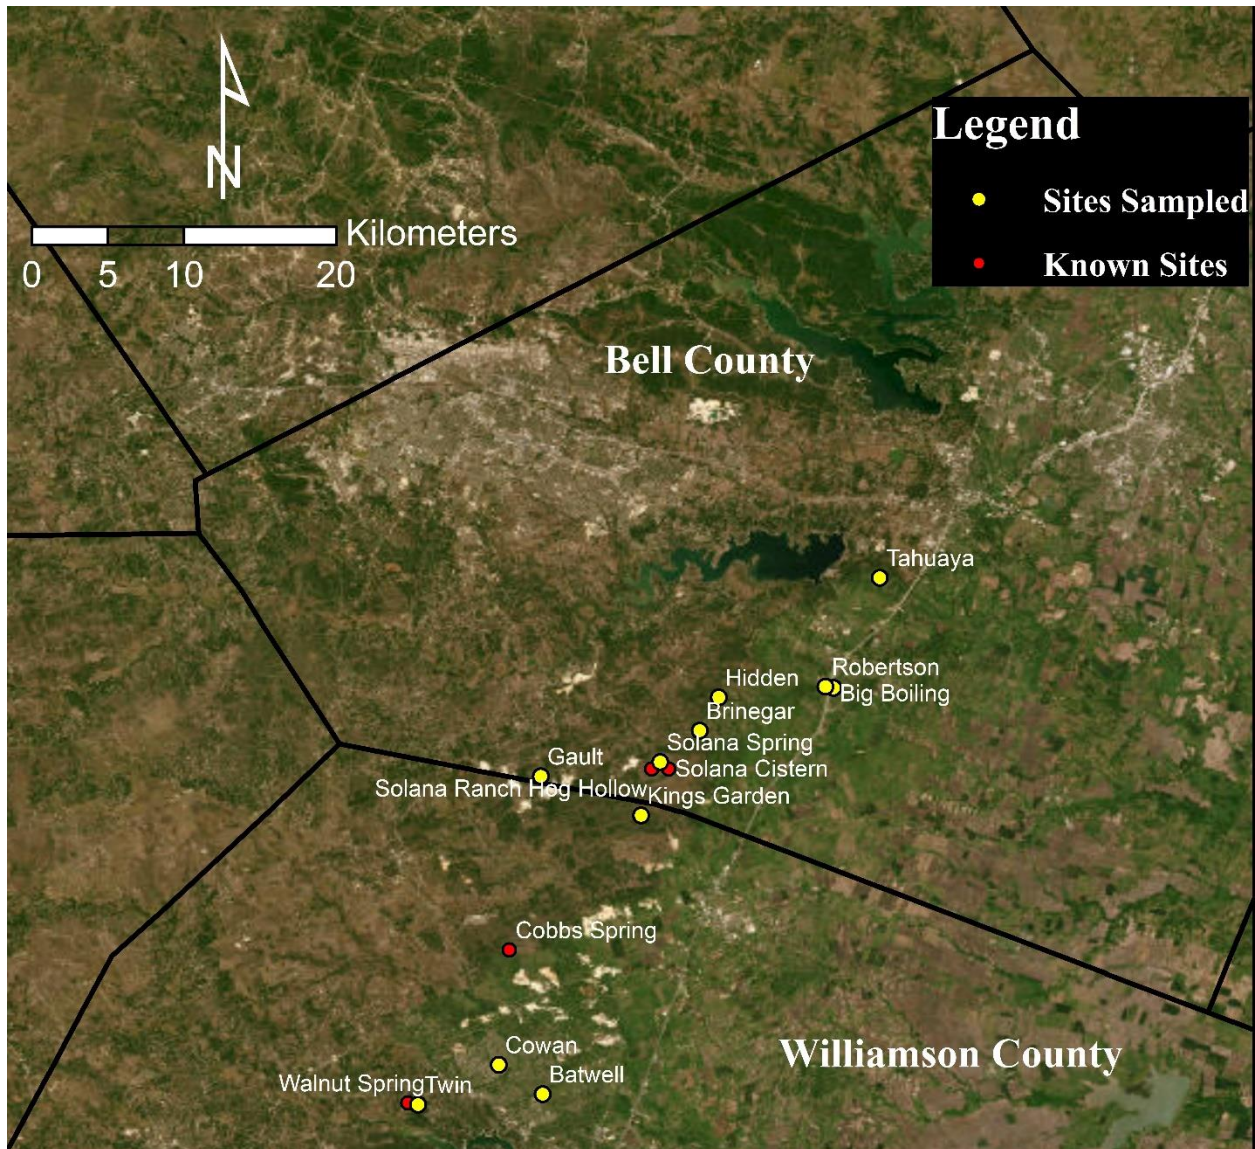 N
Kilometers
0 5 10 20
Legend
Sites Sampled
Known Sites
Bell County
Tahuaya
Robertson
Big Boiling
Hidden
Brinegar
Solana Spring
Solana Cistern
Gault
Solana Ranch Hog Hollow
Kings Garden
Cobbs Spring
Cowan
Batwell
Walnut Spring
Twin
Williamson County